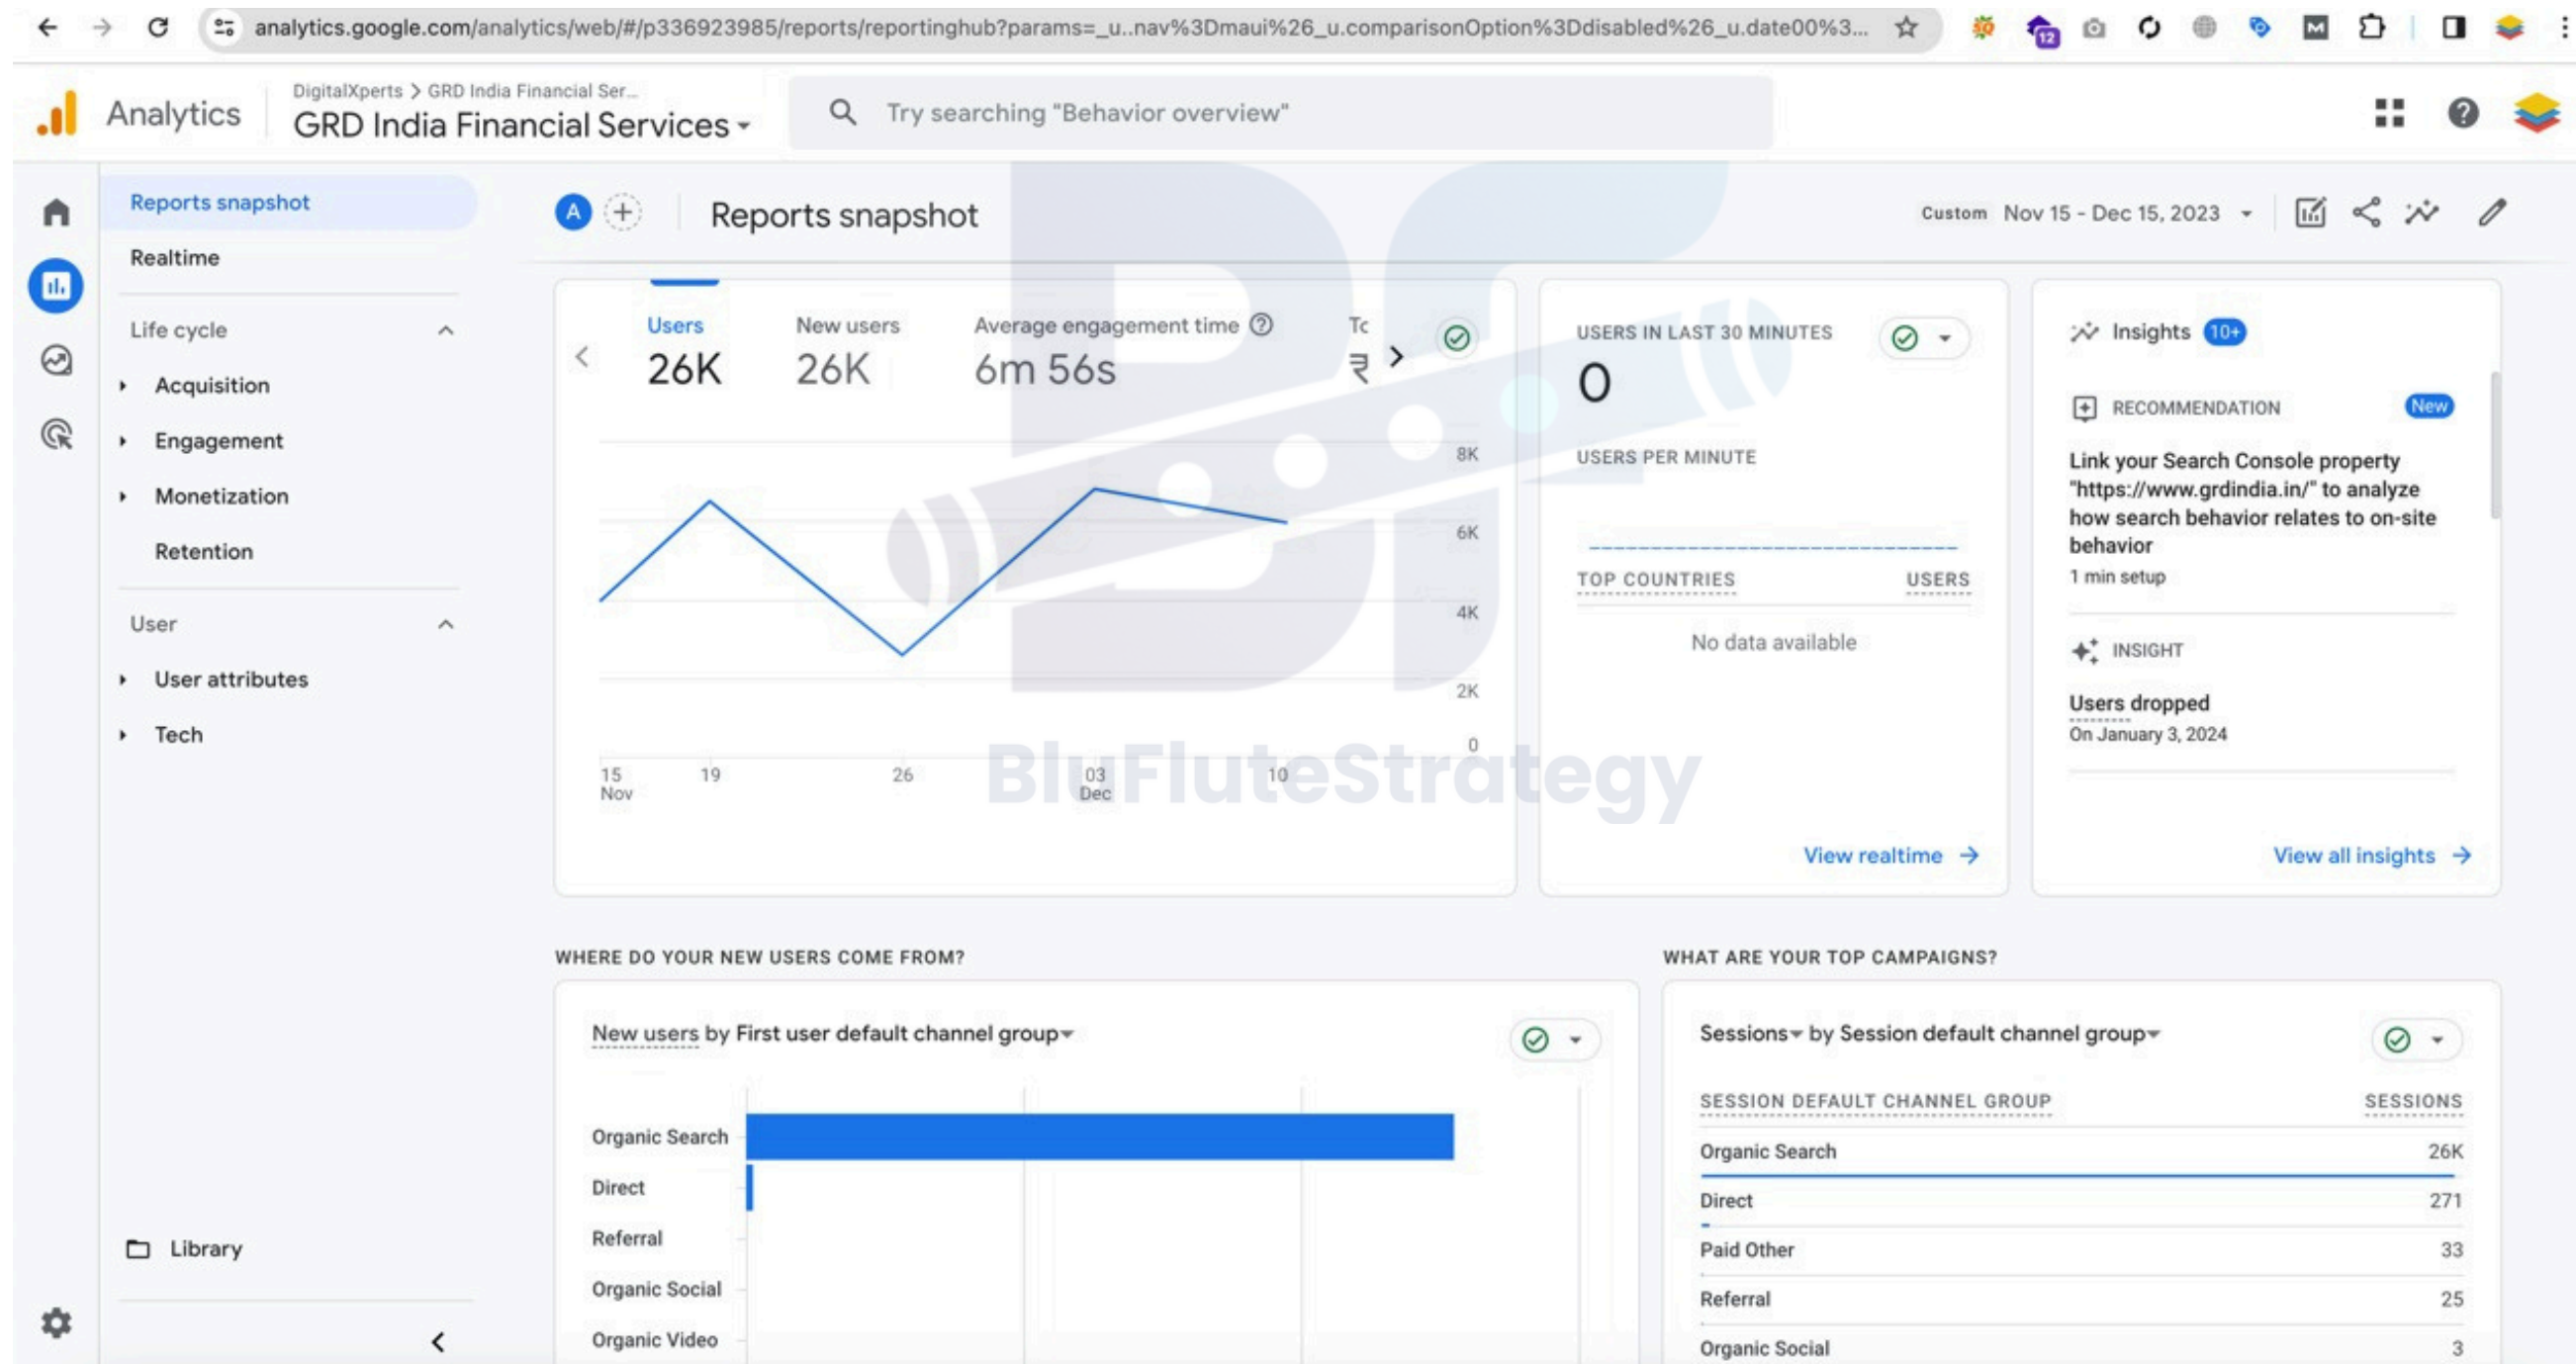 analytics.google.com/analytics/web/#/p336923985/reports/reportinghub?params=_u..nav%3Dmaui%26_u.comparisonOption%3Ddisabled%26_u.date00%3...
12
M
Analytics
DigitalXperts > GRD India Financial Ser...
GRD India Financial Services
Try searching "Behavior overview"
Reports snapshot
Realtime
Life cycle
Acquisition
Engagement
Monetization
Retention
User
User attributes
Tech
Library
A
Reports snapshot
Custom Nov 15 - Dec 15, 2023
Users
26K
New users
26K
Average engagement time
6m 56s
Tc
₹
8K
6K
4K
2K
0
15 19 26 03 10
Nov Dec
USERS IN LAST 30 MINUTES
0
USERS PER MINUTE
TOP COUNTRIES USERS
No data available
View realtime
Insights 10+
RECOMMENDATION New
Link your Search Console property
"https://www.grdindia.in/" to analyze
how search behavior relates to on-site
behavior
1 min setup
INSIGHT
Users dropped
On January 3, 2024
View all insights
BluFluteStrategy
WHERE DO YOUR NEW USERS COME FROM?
New users by First user default channel group
Organic Search
Direct
Referral
Organic Social
Organic Video
WHAT ARE YOUR TOP CAMPAIGNS?
Sessions by Session default channel group
SESSION DEFAULT CHANNEL GROUP SESSIONS
Organic Search 26K
Direct 271
Paid Other 33
Referral 25
Organic Social 3